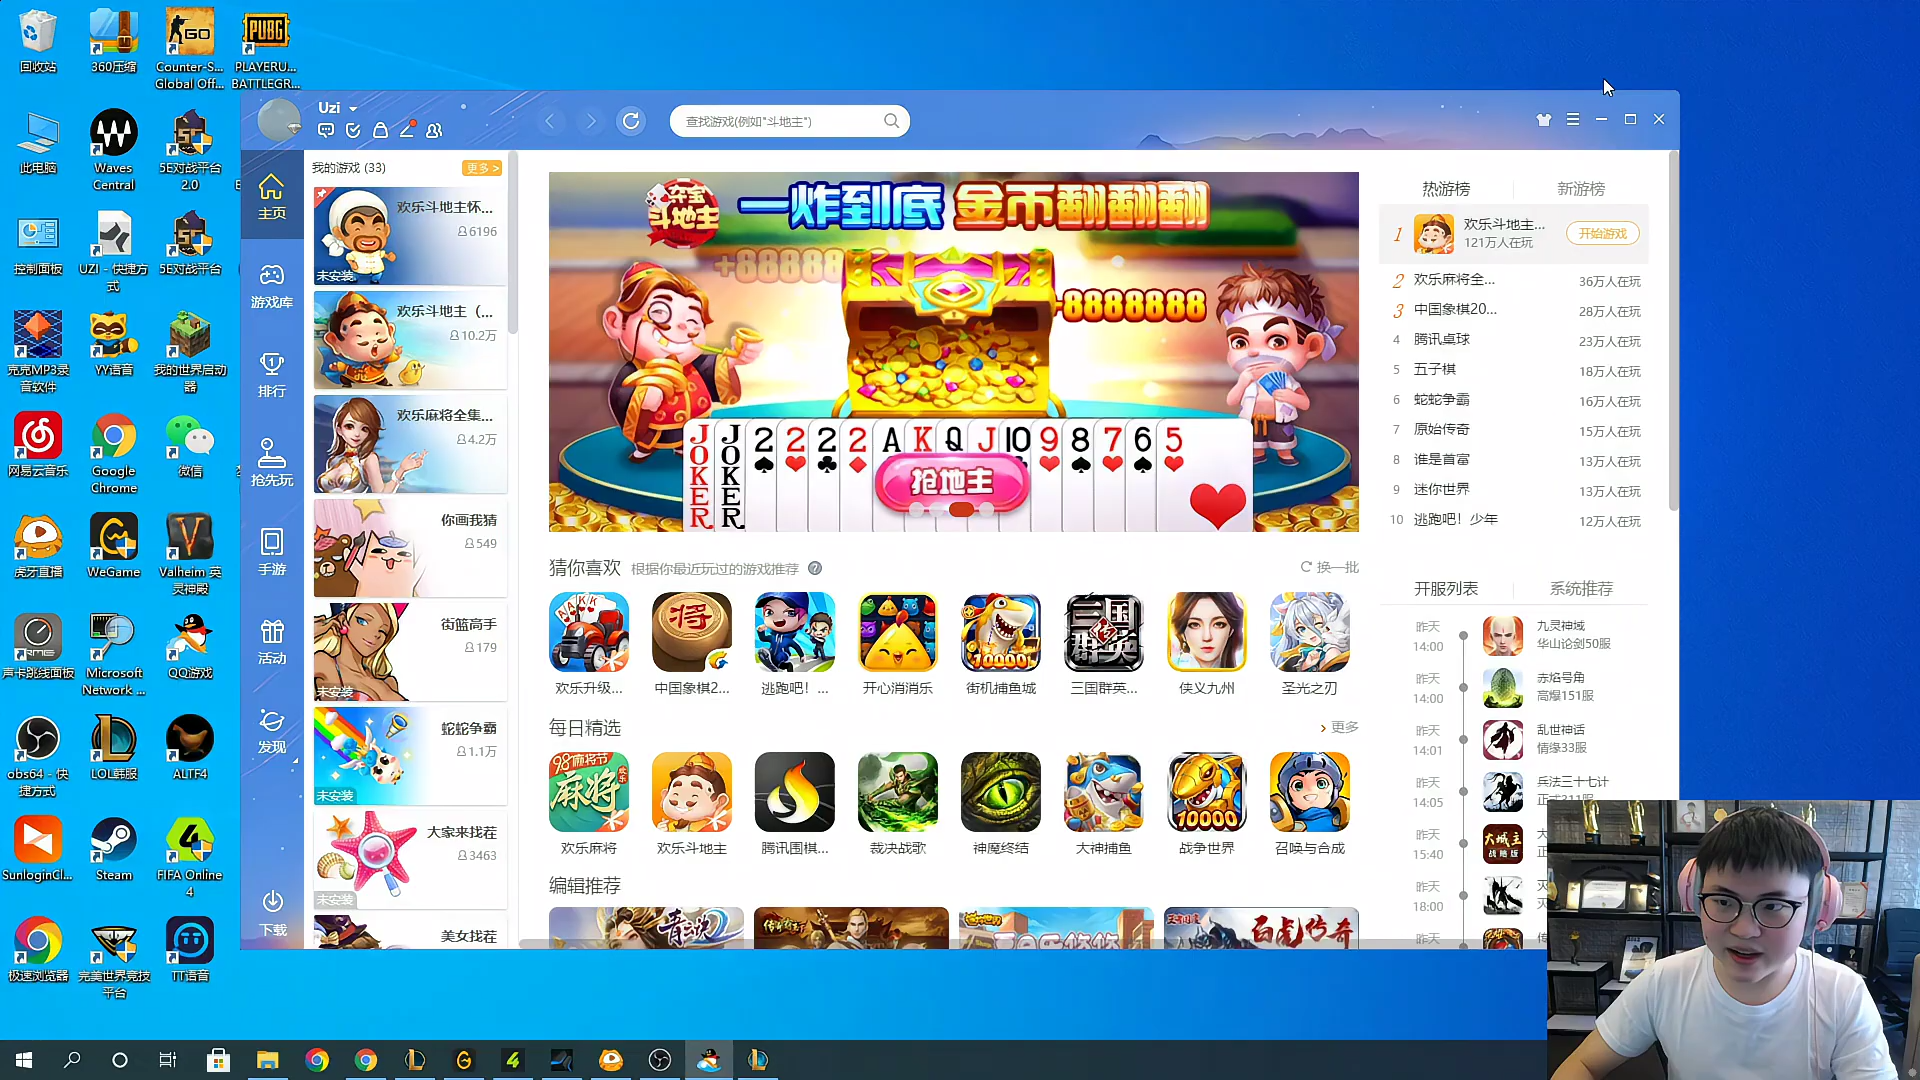 回收站
360压缩
Counter-S...
Global Off...
PLAYERU...
BATTLEGR...
此电脑
Waves
Central
5E对战平台
2.0
控制面板
UZI - 快捷方
式
5E对战平台
克克MP3录
音软件
YY语音
我的世界启动
器
网易云音乐
Google
Chrome
微信
虎牙直播
WeGame
Valheim 英
灵神殿
声卡跳线面板
Microsoft
Network ...
QQ游戏
obs64 - 快
捷方式
LOL韩服
ALTF4
SunloginCl...
Steam
FIFA Online
4
极速浏览器
完美世界竞技
平台
TT语音
Uzi
查找游戏(例如"斗地主")
主页
游戏库
排行
抢先玩
手游
活动
发现
下载
我的游戏 (33)
更多 >
欢乐斗地主怀...
6196
未安装
欢乐斗地主（...
10.2万
欢乐麻将全集...
4.2万
你画我猜
549
街篮高手
179
未安装
蛇蛇争霸
1.1万
未安装
大家来找茬
3463
未安装
美女找茬
夺宝
斗地主
一炸到底 金币翻翻翻
+88888
+8888888
JOKER JOKER 2 2 2 2 A K Q J 10 9 8 7 6 5
抢地主
猜你喜欢 根据你最近玩过的游戏推荐
换一批
欢乐升级...
中国象棋2...
逃跑吧！...
开心消消乐
街机捕鱼城
三国群英...
侠义九州
圣光之刃
每日精选
更多
欢乐麻将
欢乐斗地主
腾讯围棋...
裁决战歌
神魔终结
大神捕鱼
战争世界
召唤与合成
编辑推荐
热游榜
新游榜
1 欢乐斗地主...
121万人在玩
开始游戏
2 欢乐麻将全... 36万人在玩
3 中国象棋20... 28万人在玩
4 腾讯桌球 23万人在玩
5 五子棋 18万人在玩
6 蛇蛇争霸 16万人在玩
7 原始传奇 15万人在玩
8 谁是首富 13万人在玩
9 迷你世界 13万人在玩
10 逃跑吧！少年 12万人在玩
开服列表
系统推荐
昨天
14:00
九灵神域
华山论剑50服
昨天
14:00
赤焰号角
高爆151服
昨天
14:01
乱世神话
情缘33服
昨天
14:05
兵法三十七计
昨天
15:40
昨天
18:00
昨天